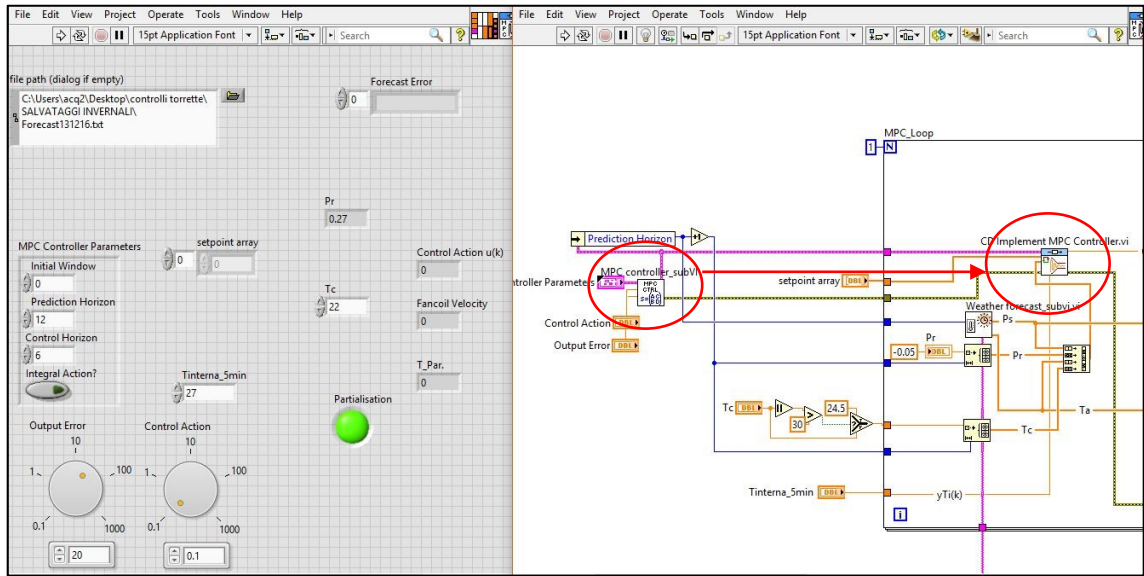 File Edit View Project Operate Tools Window Help
15pt Application Font
Search
file path (dialog if empty)
C:\Users\acq2\Desktop\controlli torrette\
SALVATAGGI INVERNALI\
Forecast131216.txt
Forecast Error
0
Pr
0.27
MPC Controller Parameters
Initial Window
0
Prediction Horizon
12
Control Horizon
6
Integral Action?
setpoint array
0
0
Tc
22
Tinterna_5min
27
Control Action u(k)
0
Fancoil Velocity
0
T_Par.
0
Partialisation
Output Error
10
1
100
0.1
1000
20
Control Action
10
1
100
0.1
1000
0.1
File Edit View Project Operate Tools Window Help
15pt Application Font
Search
MPC_Loop
1
N
Prediction Horizon
+1
MPC controller_subVI
ntroller Parameters
MPC
CTRL
Control Action
DBL
Output Error
DBL
CD Implement MPC Controller.vi
setpoint array
DBL
Weather forecast_subvi.vi
Ps
Pr
-0.05
DBL
Pr
Ta
Tc
DBL
30
24.5
Tc
Tinterna_5min
DBL
yTi(k)
i